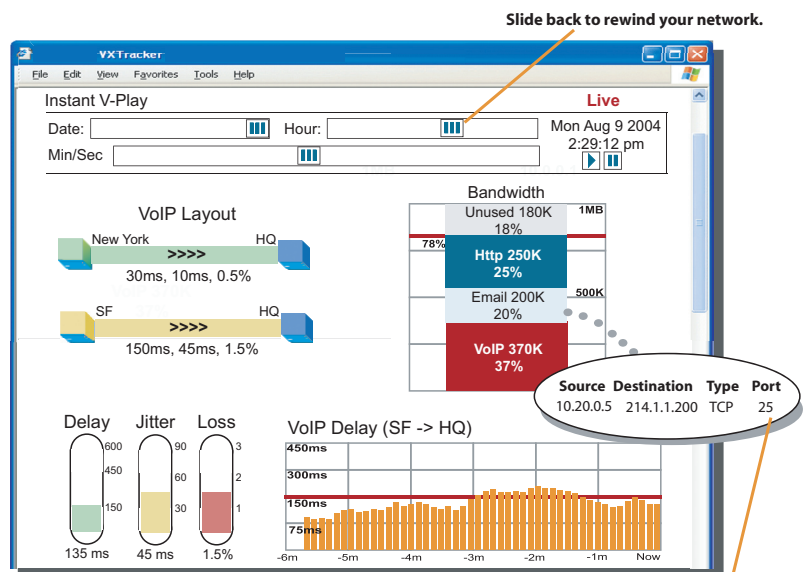 Slide back to rewind your network.
VXTracker
File Edit View Favorites Tools Help
Instant V-Play
Live
Date:
Hour:
Mon Aug 9 2004
2:29:12 pm
Min/Sec
VoIP Layout
New York HQ
>>>>
30ms, 10ms, 0.5%
SF HQ
>>>>
150ms, 45ms, 1.5%
Bandwidth
Unused 180K
18%
1MB
78%
Http 250K
25%
Email 200K
20%
500K
VoIP 370K
37%
Source Destination Type Port
10.20.0.5 214.1.1.200 TCP 25
Delay Jitter Loss
600 90 3
450 60 2
150 30 1
135 ms 45 ms 1.5%
VoIP Delay (SF -> HQ)
450ms
300ms
150ms
75ms
-6m -5m -4m -3m -2m -1m Now